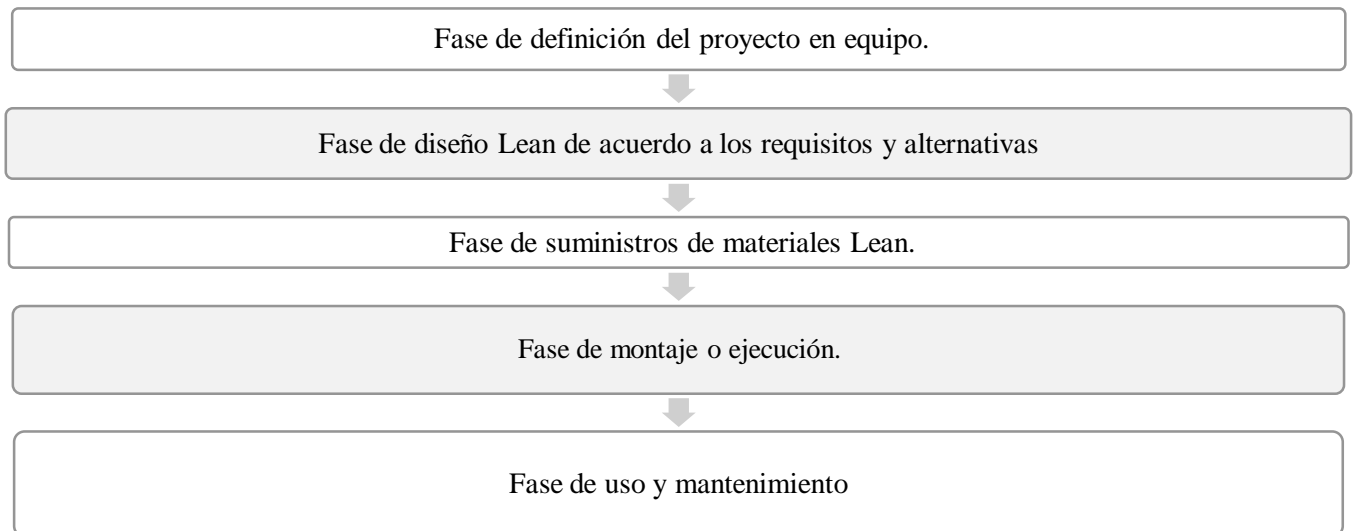 Fase de definición del proyecto en equipo.
Fase de diseño Lean de acuerdo a los requisitos y alternativas
Fase de suministros de materiales Lean.
Fase de montaje o ejecución.
Fase de uso y mantenimiento